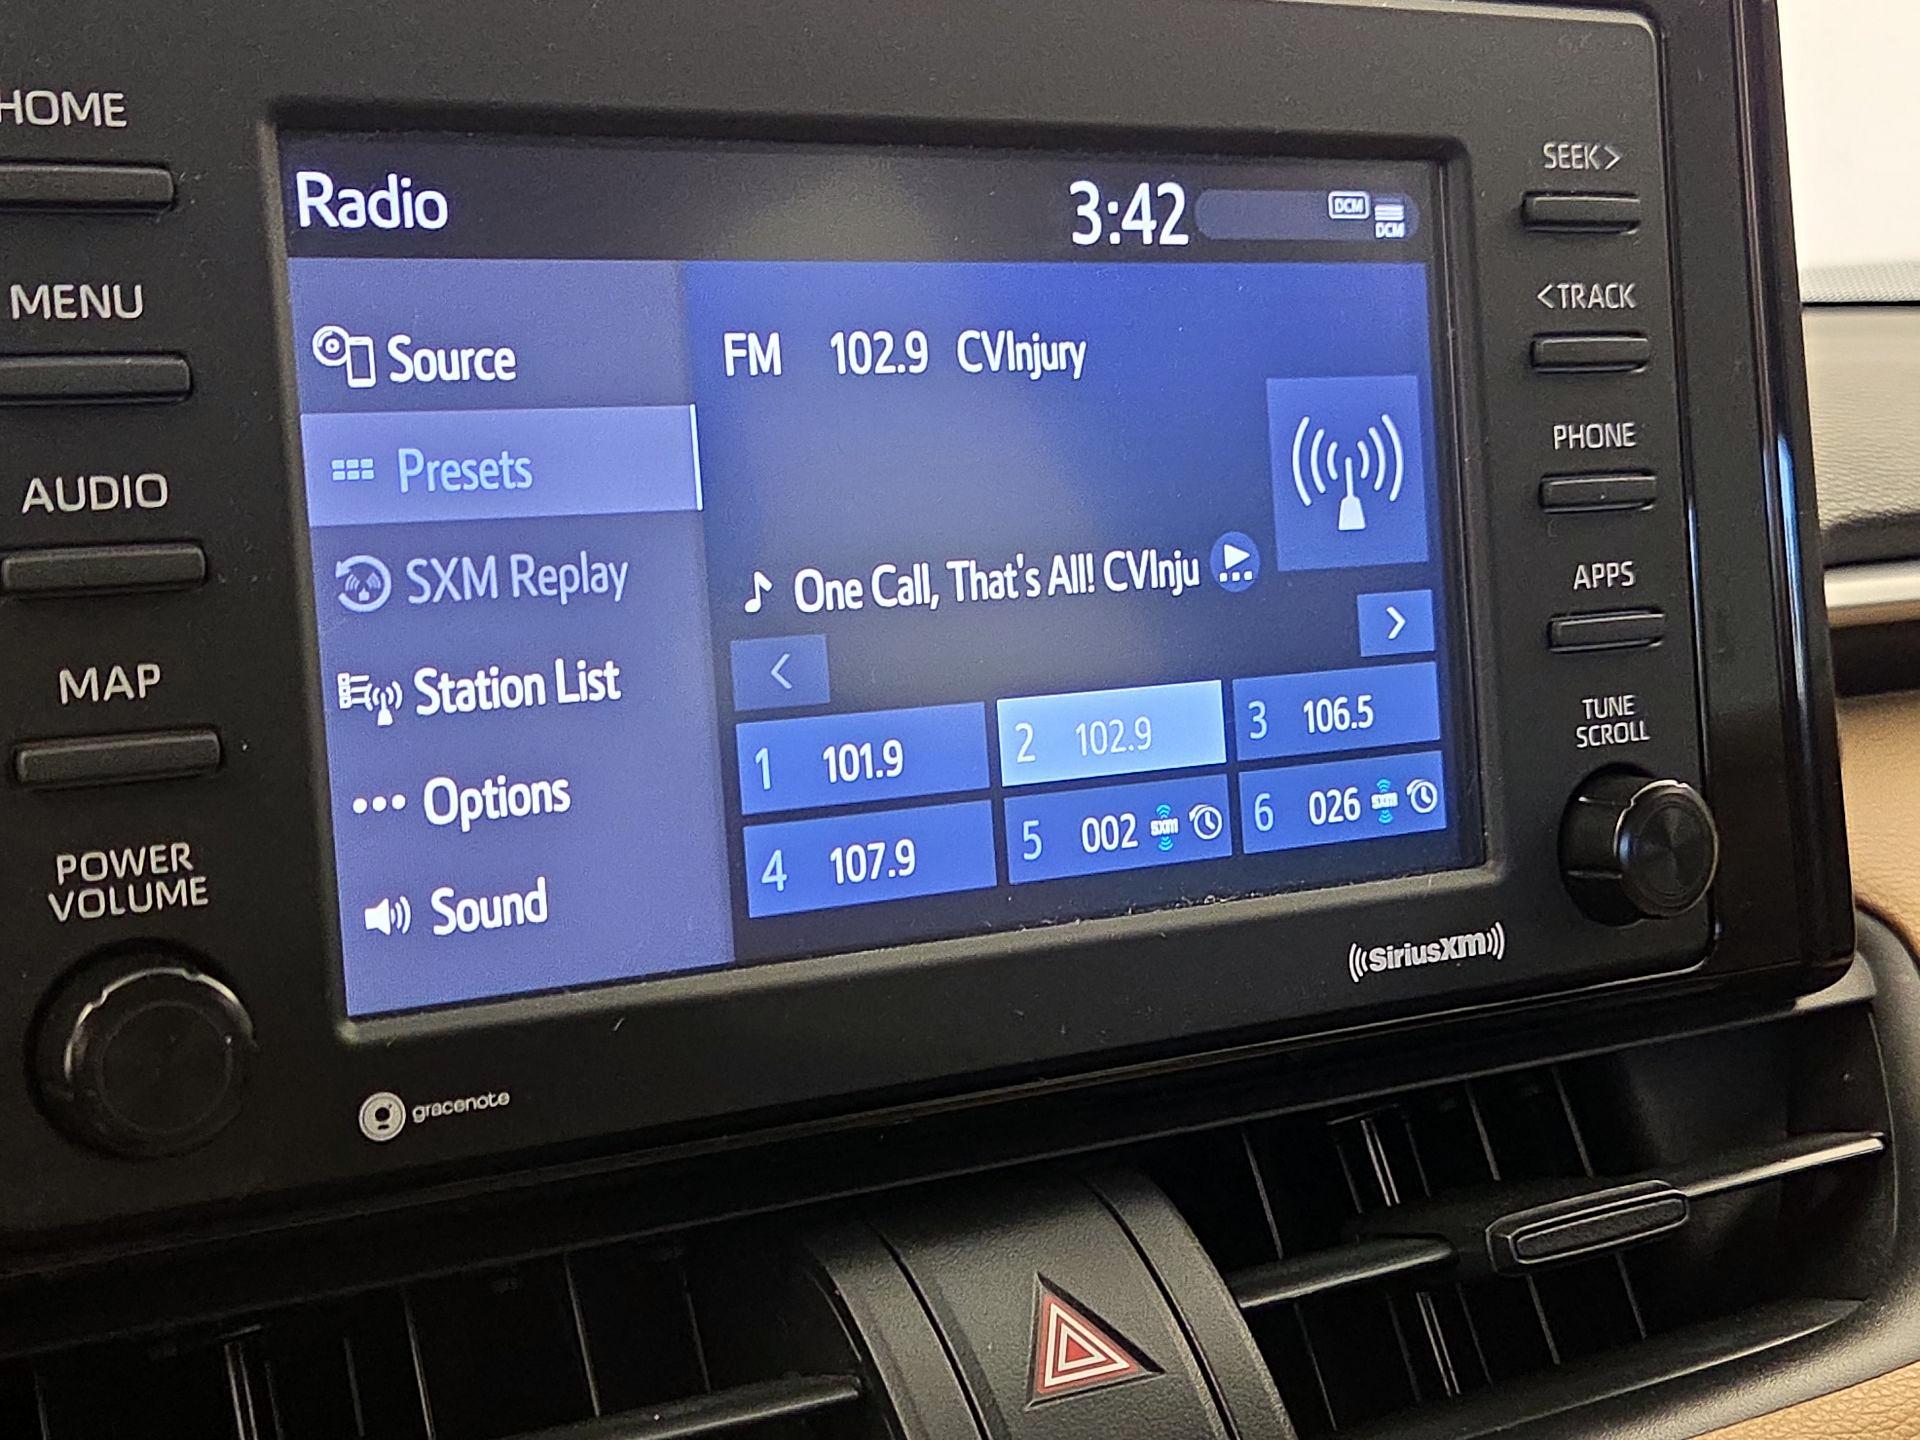 HOME
MENU
AUDIO
MAP
POWER
VOLUME
Radio
3:42
DCM
DCM
Source
Presets
SXM Replay
Station List
Options
Sound
FM 102.9 CVInjury
One Call, That's All! CVInju
1 101.9
2 102.9
3 106.5
4 107.9
5 002 sxm
6 026 sxm
SEEK>
<TRACK
PHONE
APPS
TUNE
SCROLL
gracenote
SiriusXM